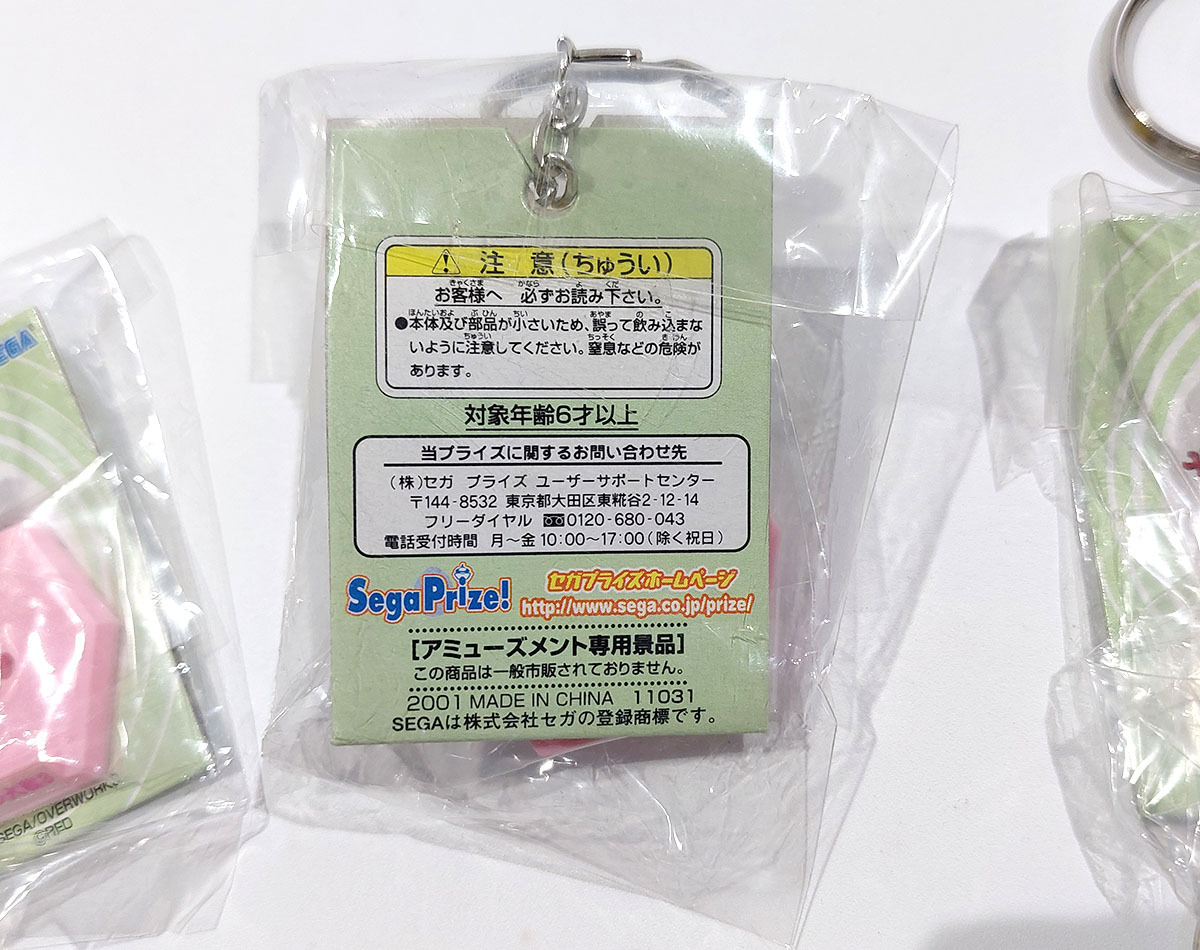 注 意(ちゅうい)
お客様へ 必ずお読み下さい。
●本体及び部品が小さいため、誤って飲み込まな
いように注意してください。窒息などの危険が
あります。
対象年齢6才以上
当プライズに関するお問い合わせ先
(株)セガ プライズ ユーザーサポートセンター
〒144-8532 東京都大田区東糀谷2-12-14
フリーダイヤル 0120-680-043
電話受付時間 月～金 10:00～17:00(除く祝日)
Sega Prize!
セガプライズホームページ
http://www.sega.co.jp/prize/
[アミューズメント専用景品]
この商品は一般市販されておりません。
2001 MADE IN CHINA 11031
SEGAは株式会社セガの登録商標です。
SEGA
SEGA/OVERWORKS
©RED